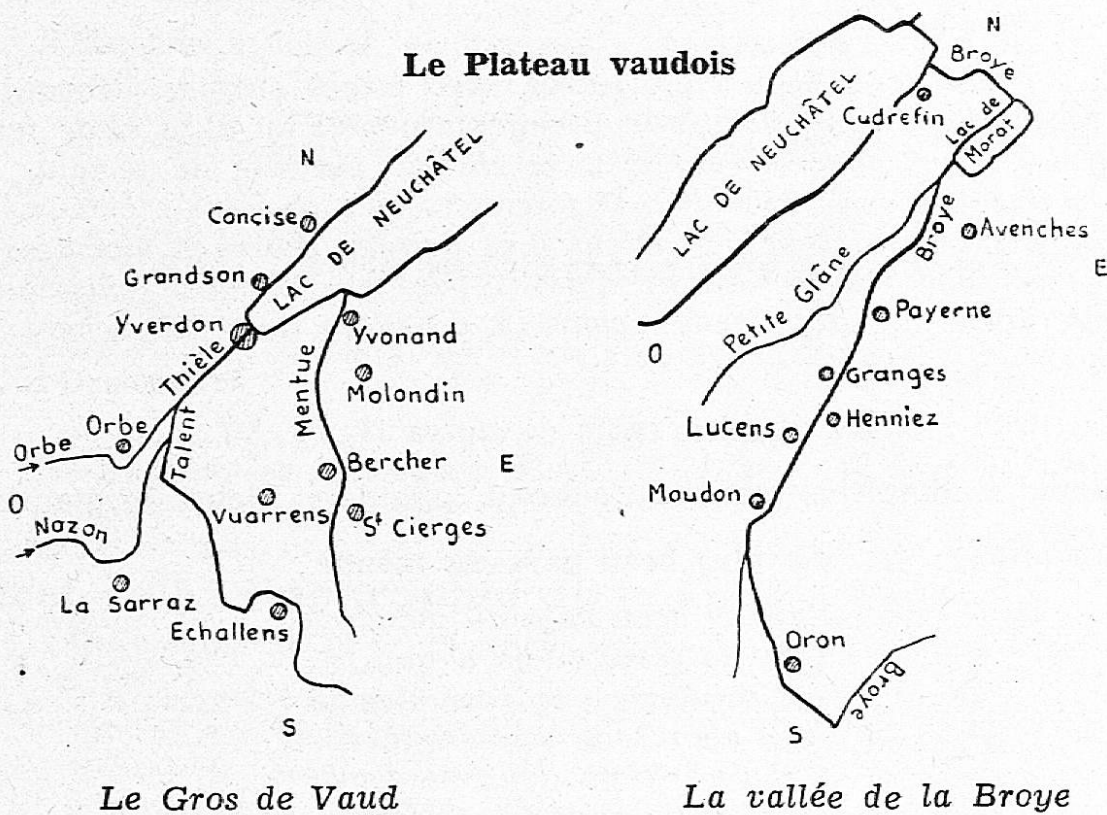 Le Plateau vaudois
N
Concise
Grandson
LAC DE NEUCHÂTEL
Yverdon
Thièle
Yvonand
Mentue
Molondin
Orbe
Orbe
Talent
Bercher
E
O
Vuarrens
St Cierges
Nozon
La Sarraz
Echallens
S
Le Gros de Vaud
N
Broye
Cudrefin
Lac de
Morat
LAC DE NEUCHÂTEL
Broye
Avenches
E
Petite Glâne
Payerne
O
Granges
Henniez
Lucens
Moudon
Oron
Broye
S
La vallée de la Broye